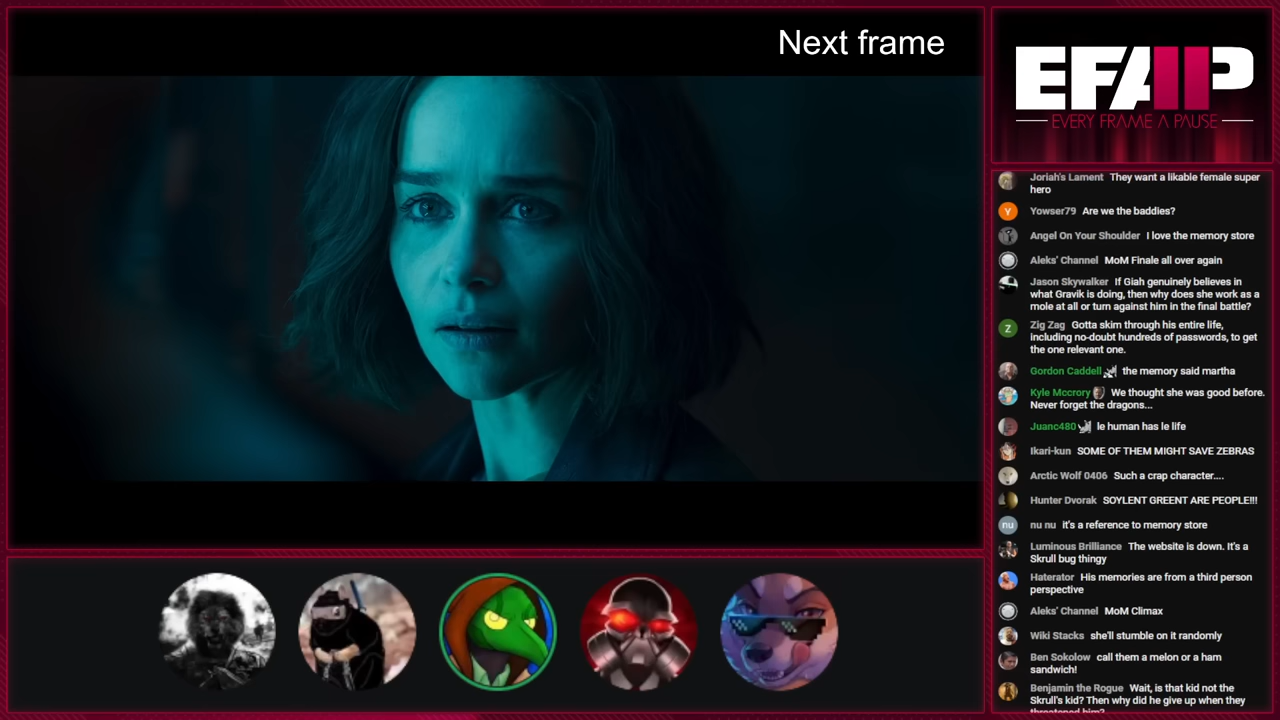 Next frame
EFAP
EVERY FRAME A PAUSE
Joriah's Lament They want a likable female super
hero
Y
Yowser79 Are we the baddies?
Angel On Your Shoulder I love the memory store
Aleks' Channel MoM Finale all over again
Jason Skywalker If Giah genuinely believes in
what Gravik is doing, then why does she work as a
mole at all or turn against him in the final battle?
Z
Zig Zag Gotta skim through his entire life,
including no-doubt hundreds of passwords, to get
the one relevant one.
Gordon Caddell the memory said martha
Kyle Mccrory We thought she was good before.
Never forget the dragons...
Juanc480 le human has le life
Ikari-kun SOME OF THEM MIGHT SAVE ZEBRAS
Arctic Wolf 0406 Such a crap character....
Hunter Dvorak SOYLENT GREENT ARE PEOPLE!!!
nu
nu nu it's a reference to memory store
Luminous Brilliance The website is down. It's a
Skrull bug thingy
Haterator His memories are from a third person
perspective
Aleks' Channel MoM Climax
Wiki Stacks she'll stumble on it randomly
Ben Sokolow call them a melon or a ham
sandwich!
Benjamin the Rogue Wait, is that kid not the
Skrull's kid? Then why did he give up when they
threatened him?